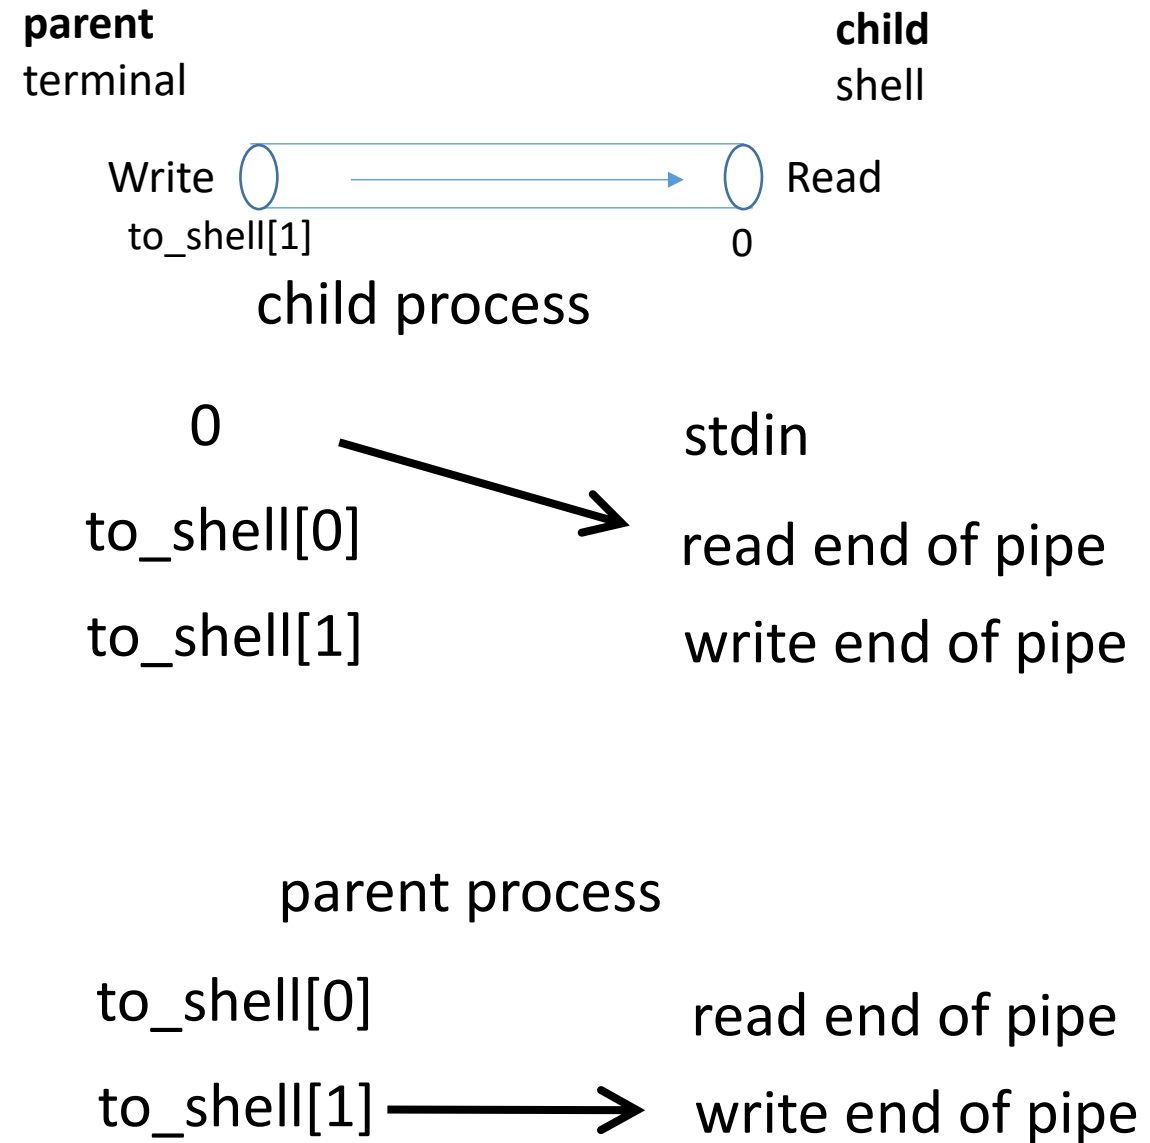 parent
terminal
child
shell
Write
Read
to_shell[1]
0
child process
0
stdin
to_shell[0]
read end of pipe
to_shell[1]
write end of pipe
parent process
to_shell[0]
read end of pipe
to_shell[1]
write end of pipe